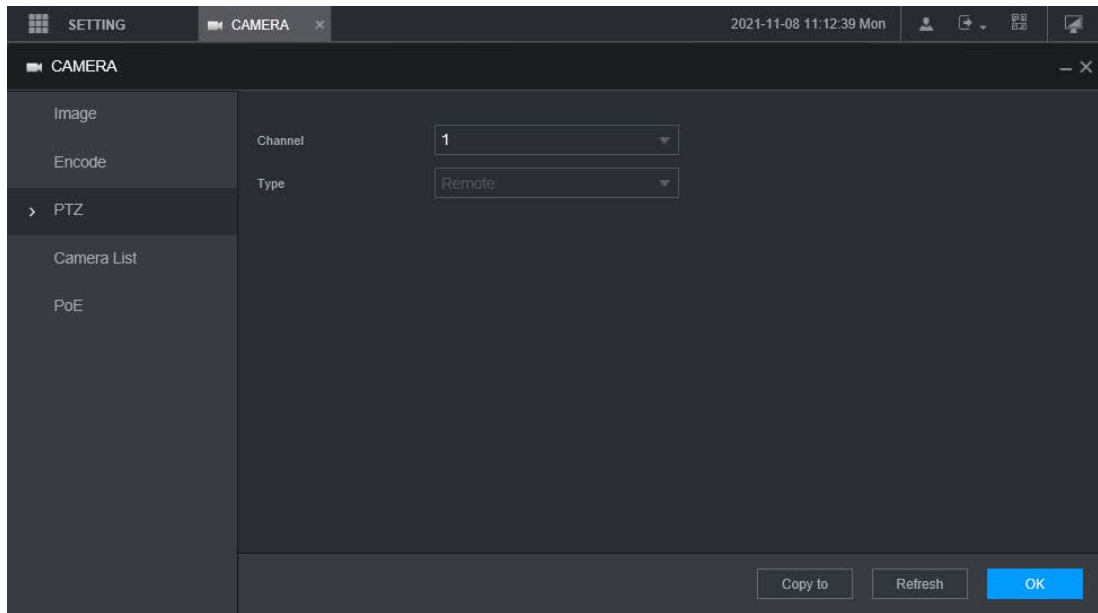 SETTING CAMERA × 2021-11-08 11:12:39 Mon
CAMERA
Image
Encode
PTZ
Camera List
PoE
Channel 1
Type Remote
Copy to Refresh OK